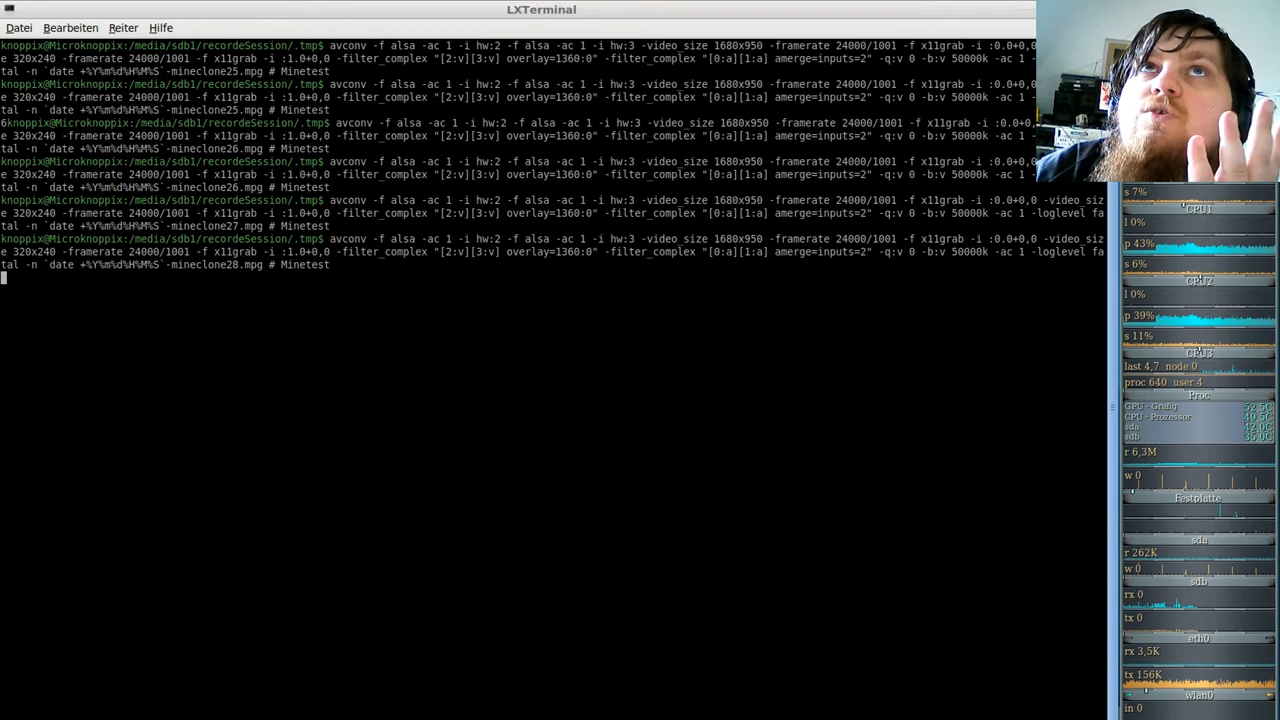 LXTerminal
Datei Bearbeiten Reiter Hilfe
knoppix@Microknoppix:/media/sdb1/recordeSession/.tmp$ avconv -f alsa -ac 1 -i hw:2 -f alsa -ac 1 -i hw:3 -video_size 1680x950 -framerate 24000/1001 -f x11grab -i :0.0+0,0
e 320x240 -framerate 24000/1001 -f x11grab -i :1.0+0,0 -filter_complex "[2:v][3:v] overlay=1360:0" -filter_complex "[0:a][1:a] amerge=inputs=2" -q:v 0 -b:v 50000k -ac 1 -
tal -n `date +%Y%m%d%H%M%S`-mineclone25.mpg # Minetest
knoppix@Microknoppix:/media/sdb1/recordeSession/.tmp$ avconv -f alsa -ac 1 -i hw:2 -f alsa -ac 1 -i hw:3 -video_size 1680x950 -framerate 24000/1001 -f x11grab -i :0.0+0,0
e 320x240 -framerate 24000/1001 -f x11grab -i :1.0+0,0 -filter_complex "[2:v][3:v] overlay=1360:0" -filter_complex "[0:a][1:a] amerge=inputs=2" -q:v 0 -b:v 50000k -ac 1 -
tal -n `date +%Y%m%d%H%M%S`-mineclone25.mpg # Minetest
6knoppix@Microknoppix:/media/sdb1/recordeSession/.tmp$ avconv -f alsa -ac 1 -i hw:2 -f alsa -ac 1 -i hw:3 -video_size 1680x950 -framerate 24000/1001 -f x11grab -i :0.0+0,
e 320x240 -framerate 24000/1001 -f x11grab -i :1.0+0,0 -filter_complex "[2:v][3:v] overlay=1360:0" -filter_complex "[0:a][1:a] amerge=inputs=2" -q:v 0 -b:v 50000k -ac 1 -
tal -n `date +%Y%m%d%H%M%S`-mineclone26.mpg # Minetest
knoppix@Microknoppix:/media/sdb1/recordeSession/.tmp$ avconv -f alsa -ac 1 -i hw:2 -f alsa -ac 1 -i hw:3 -video_size 1680x950 -framerate 24000/1001 -f x11grab -i :0.0+0,0
e 320x240 -framerate 24000/1001 -f x11grab -i :1.0+0,0 -filter_complex "[2:v][3:v] overlay=1360:0" -filter_complex "[0:a][1:a] amerge=inputs=2" -q:v 0 -b:v 50000k -ac 1 -
tal -n `date +%Y%m%d%H%M%S`-mineclone26.mpg # Minetest
knoppix@Microknoppix:/media/sdb1/recordeSession/.tmp$ avconv -f alsa -ac 1 -i hw:2 -f alsa -ac 1 -i hw:3 -video_size 1680x950 -framerate 24000/1001 -f x11grab -i :0.0+0,0 -video_siz
e 320x240 -framerate 24000/1001 -f x11grab -i :1.0+0,0 -filter_complex "[2:v][3:v] overlay=1360:0" -filter_complex "[0:a][1:a] amerge=inputs=2" -q:v 0 -b:v 50000k -ac 1 -loglevel fa
tal -n `date +%Y%m%d%H%M%S`-mineclone27.mpg # Minetest
knoppix@Microknoppix:/media/sdb1/recordeSession/.tmp$ avconv -f alsa -ac 1 -i hw:2 -f alsa -ac 1 -i hw:3 -video_size 1680x950 -framerate 24000/1001 -f x11grab -i :0.0+0,0 -video_siz
e 320x240 -framerate 24000/1001 -f x11grab -i :1.0+0,0 -filter_complex "[2:v][3:v] overlay=1360:0" -filter_complex "[0:a][1:a] amerge=inputs=2" -q:v 0 -b:v 50000k -ac 1 -loglevel fa
tal -n `date +%Y%m%d%H%M%S`-mineclone28.mpg # Minetest
s 7%
CPU1
l 0%
p 43%
s 6%
CPU2
l 0%
p 39%
s 11%
CPU3
last 4,7 node 0
proc 640 user 4
Proc
GPU - Grafig 52,5C
CPU - Prozessor 49,5C
sda 42,0C
sdb 35,0C
r 6,3M
w 0
Festplatte
sda
r 262K
w 0
sdb
rx 0
tx 0
eth0
rx 3,5K
tx 156K
wlan0
in 0